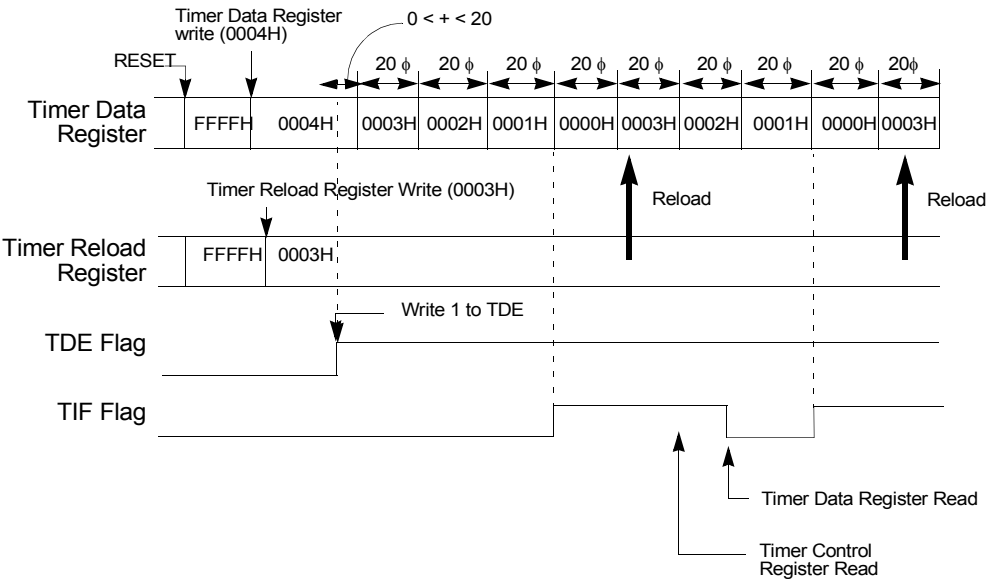 Timer Data Register
write (0004H)
0 < + < 20
RESET
20 ϕ 20 ϕ 20 ϕ 20 ϕ 20 ϕ 20 ϕ 20 ϕ 20 ϕ 20ϕ
Timer Data
Register
FFFFH 0004H 0003H 0002H 0001H 0000H 0003H 0002H 0001H 0000H 0003H
Timer Reload Register Write (0003H)
Reload
Reload
Timer Reload
Register
FFFFH 0003H
Write 1 to TDE
TDE Flag
TIF Flag
Timer Data Register Read
Timer Control
Register Read